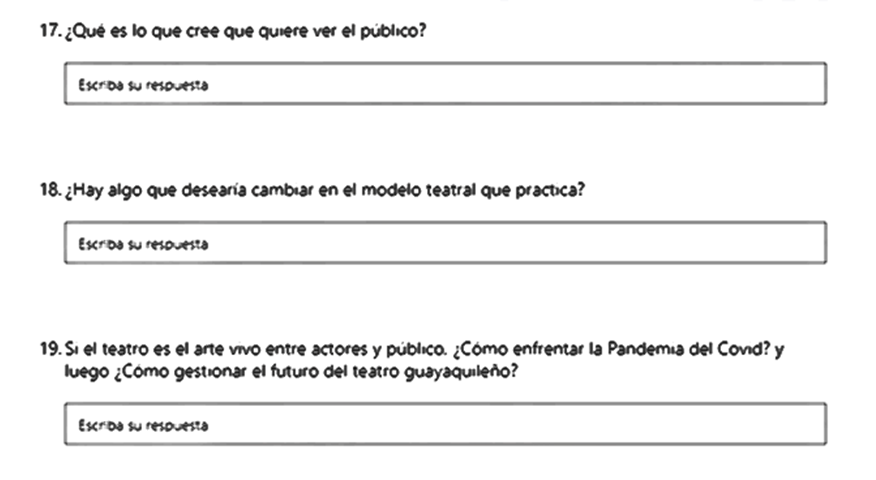 17. ¿Qué es lo que cree que quiere ver el público?
Escriba su respuesta
18. ¿Hay algo que desearía cambiar en el modelo teatral que practica?
Escriba su respuesta
19. Si el teatro es el arte vivo entre actores y público. ¿Cómo enfrentar la Pandemia del Covid? y
luego ¿Cómo gestionar el futuro del teatro guayaquileño?
Escriba su respuesta